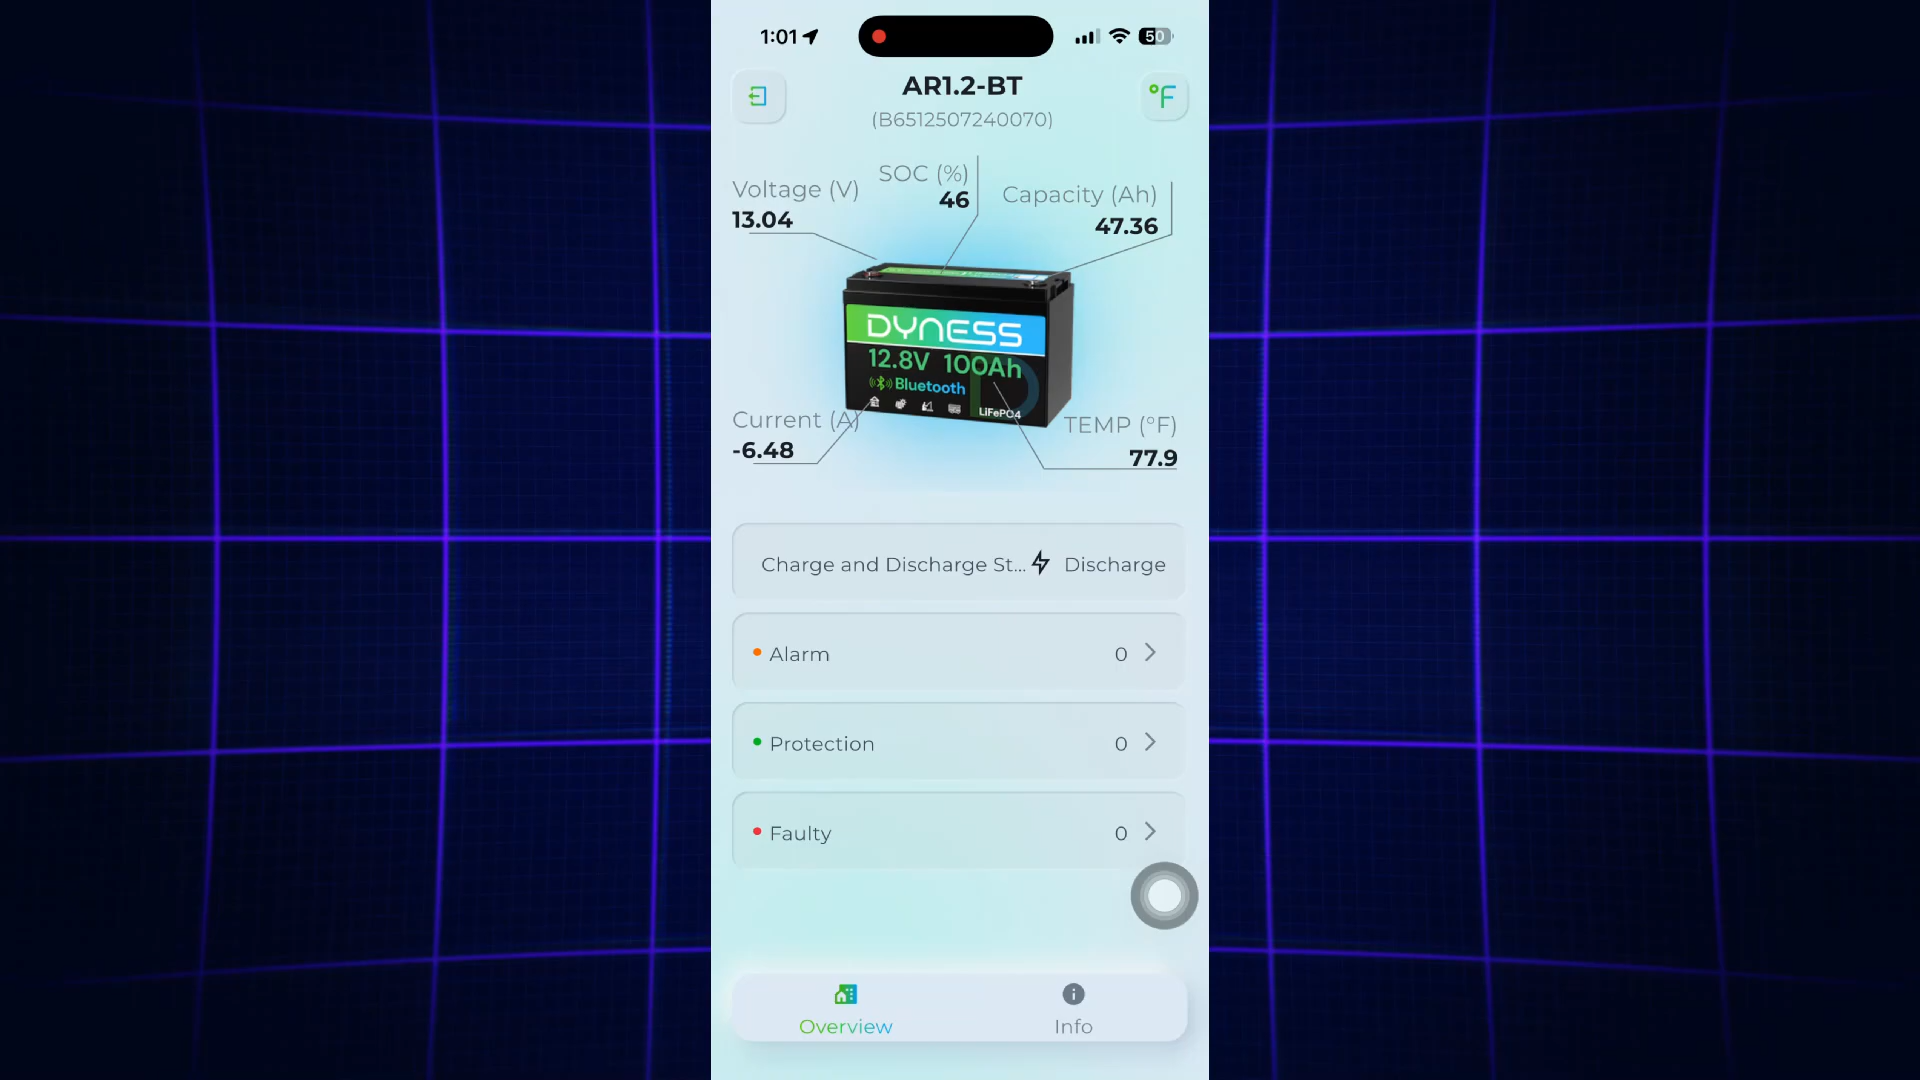 1:01
50
AR1.2-BT
°F
(B6512507240070)
SOC (%)
46
Voltage (V)
13.04
Capacity (Ah)
47.36
DYNESS
12.8V 100Ah
Bluetooth
LiFePO4
Current (A)
-6.48
TEMP (°F)
77.9
Charge and Discharge St... Discharge
Alarm 0
Protection 0
Faulty 0
Overview
Info